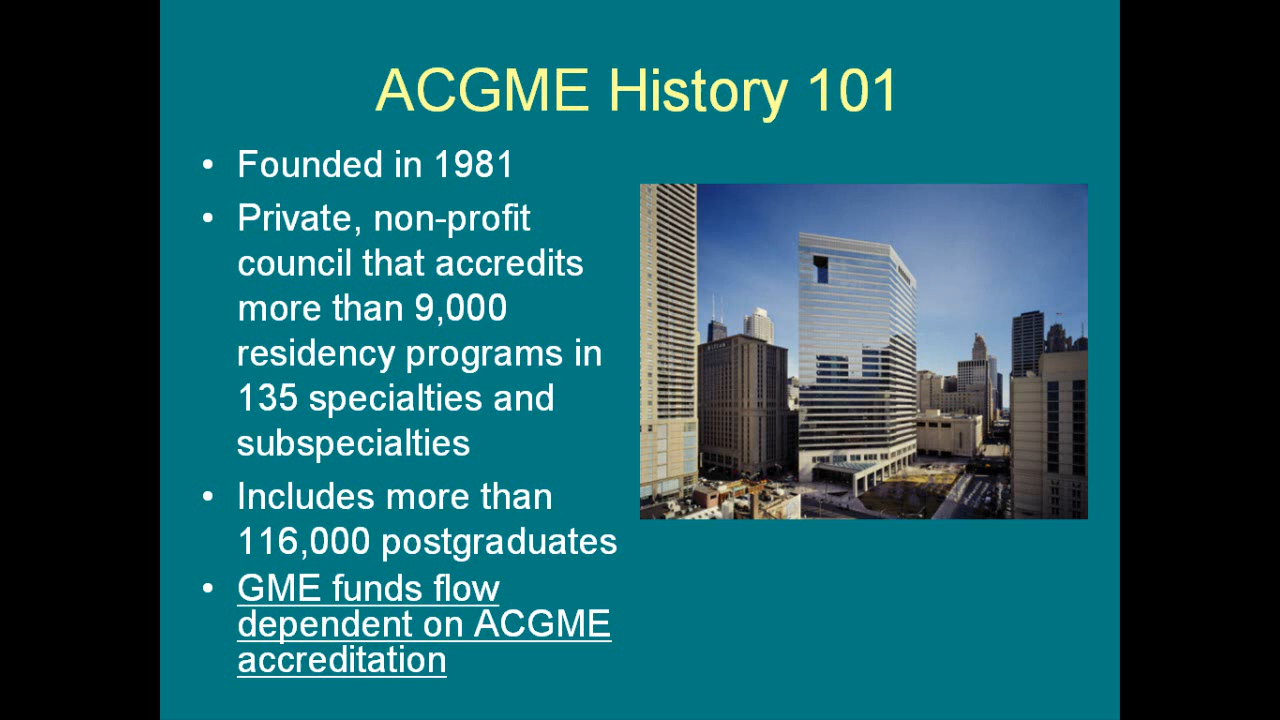 ACGME History 101
• Founded in 1981
• Private, non-profit
council that accredits
more than 9,000
residency programs in
135 specialties and
subspecialties
• Includes more than
116,000 postgraduates
• GME funds flow
dependent on ACGME
accreditation